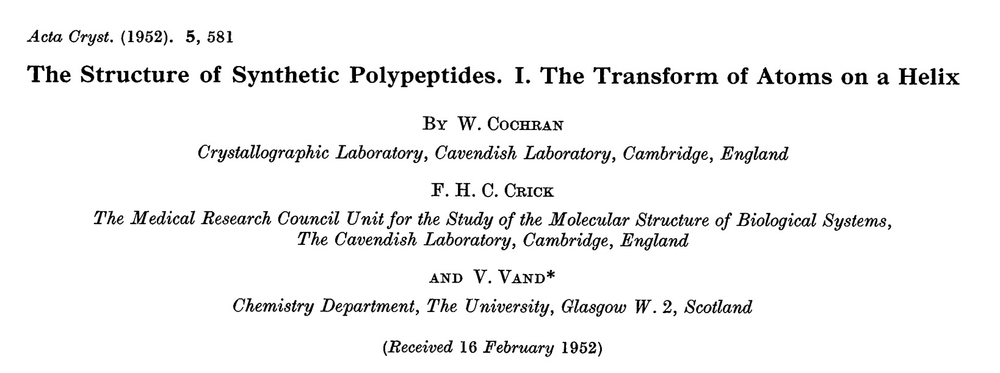 Acta Cryst. (1952). 5, 581
The Structure of Synthetic Polypeptides. I. The Transform of Atoms on a Helix
By W. Cochran
Crystallographic Laboratory, Cavendish Laboratory, Cambridge, England
F. H. C. Crick
The Medical Research Council Unit for the Study of the Molecular Structure of Biological Systems,
The Cavendish Laboratory, Cambridge, England
and V. Vand*
Chemistry Department, The University, Glasgow W. 2, Scotland
(Received 16 February 1952)